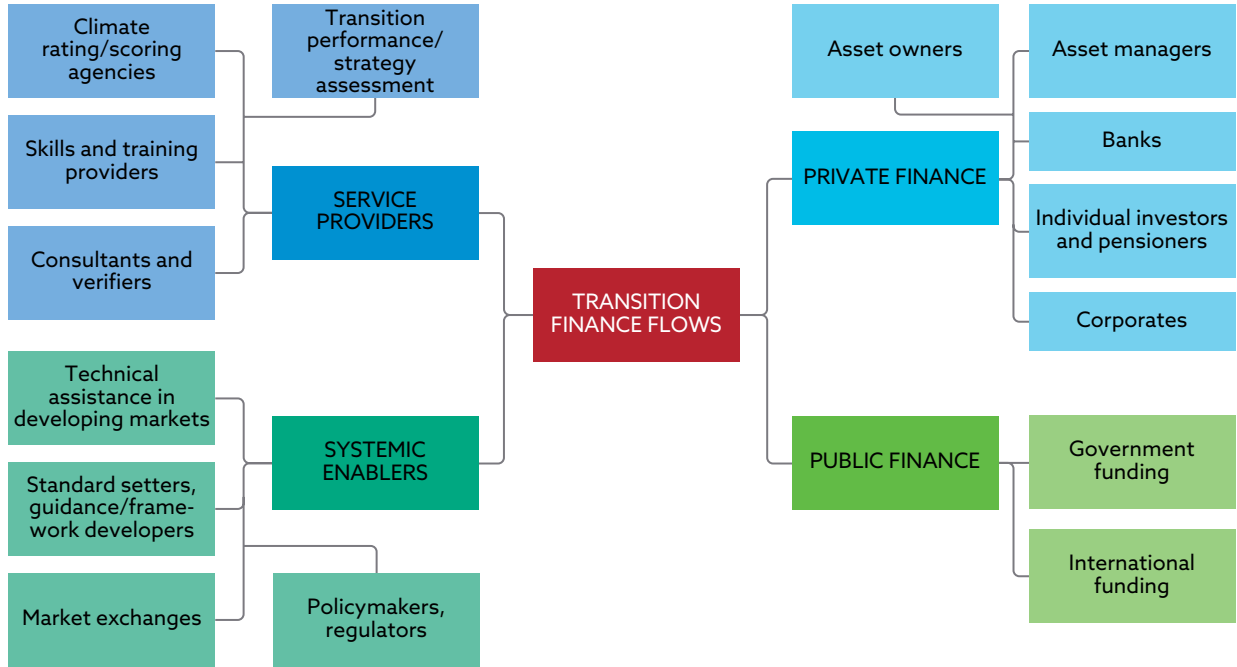 Climate
rating/scoring
agencies
Transition
performance/
strategy
assessment
Skills and training
providers
SERVICE
PROVIDERS
Consultants and
verifiers
Technical
assistance in
developing markets
SYSTEMIC
ENABLERS
Standard setters,
guidance/frame-
work developers
Market exchanges
Policymakers,
regulators
TRANSITION
FINANCE FLOWS
Asset owners
Asset managers
PRIVATE FINANCE
Banks
Individual investors
and pensioners
Corporates
PUBLIC FINANCE
Government
funding
International
funding